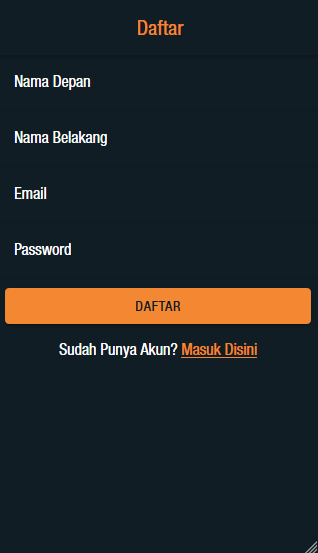 Daftar
Nama Depan
Nama Belakang
Email
Password
DAFTAR
Sudah Punya Akun? Masuk Disini